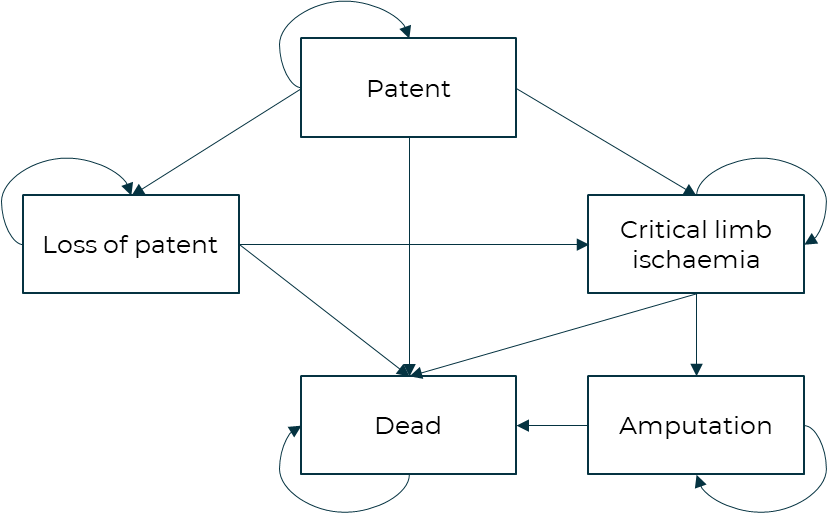 Patent
Loss of patent
Critical limb
ischaemia
Dead
Amputation